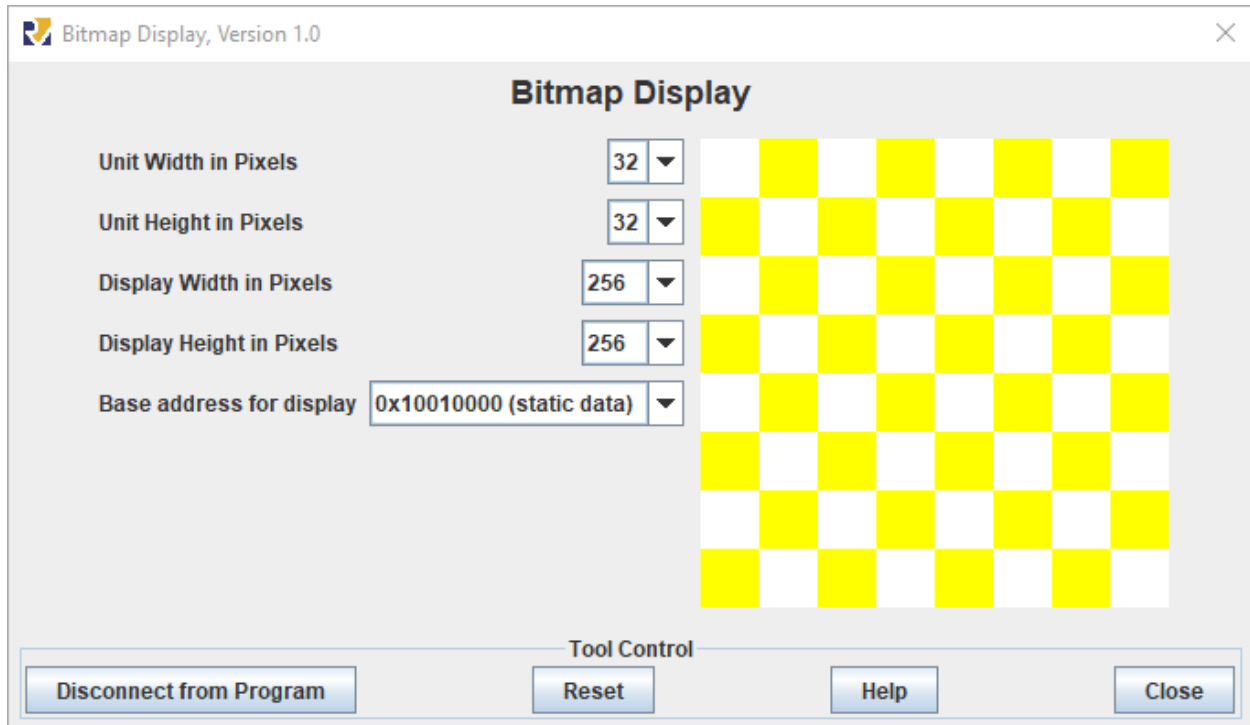 Bitmap Display, Version 1.0
Bitmap Display
Unit Width in Pixels 32
Unit Height in Pixels 32
Display Width in Pixels 256
Display Height in Pixels 256
Base address for display 0x10010000 (static data)
Tool Control
Disconnect from Program Reset Help Close